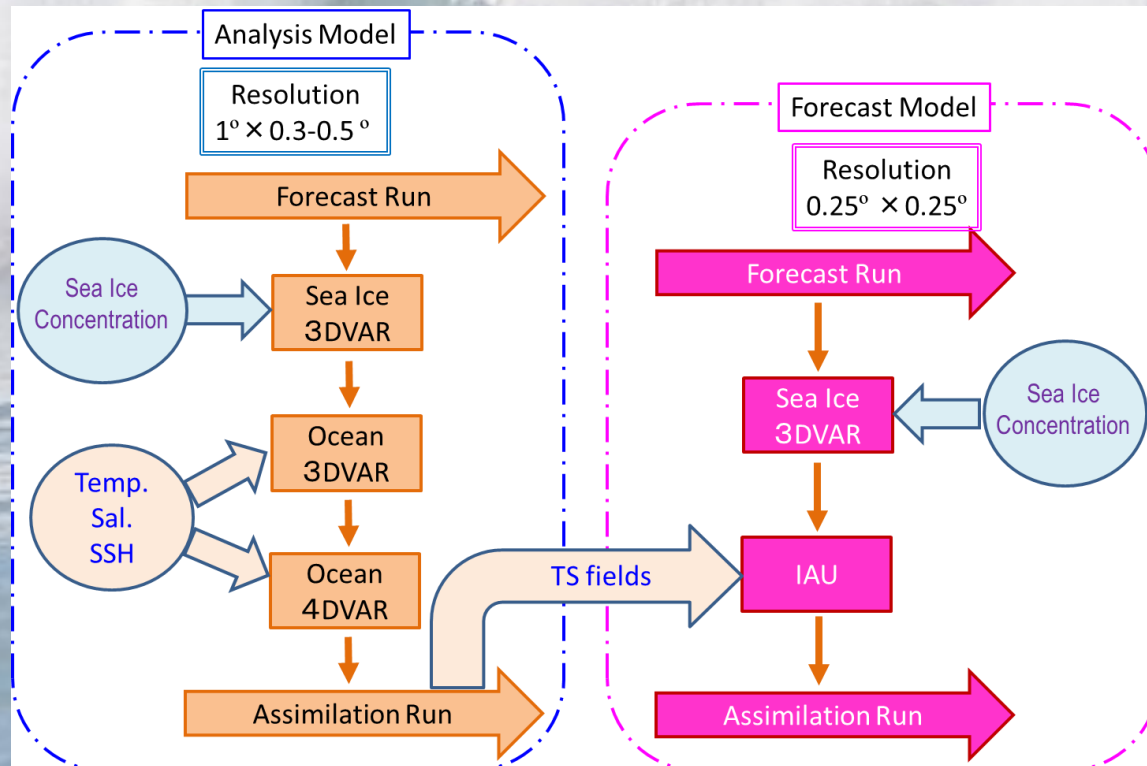 Analysis Model
Resolution
1° × 0.3-0.5 °
Forecast Run
Sea Ice
Concentration
Sea Ice
3DVAR
Ocean
3DVAR
Temp.
Sal.
SSH
Ocean
4DVAR
TS fields
Assimilation Run
Forecast Model
Resolution
0.25° × 0.25°
Forecast Run
Sea Ice
3DVAR
Sea Ice
Concentration
IAU
Assimilation Run